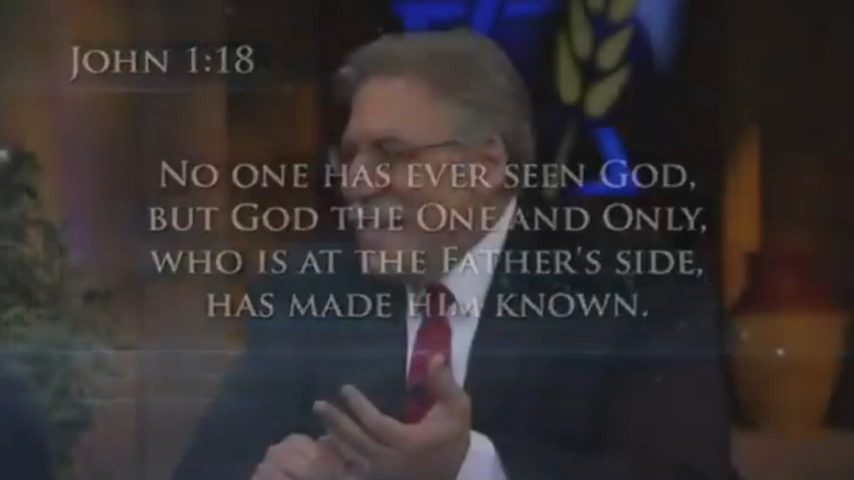 John 1:18
No one has ever seen God,
but God the One and Only,
who is at the Father's side,
has made Him known.